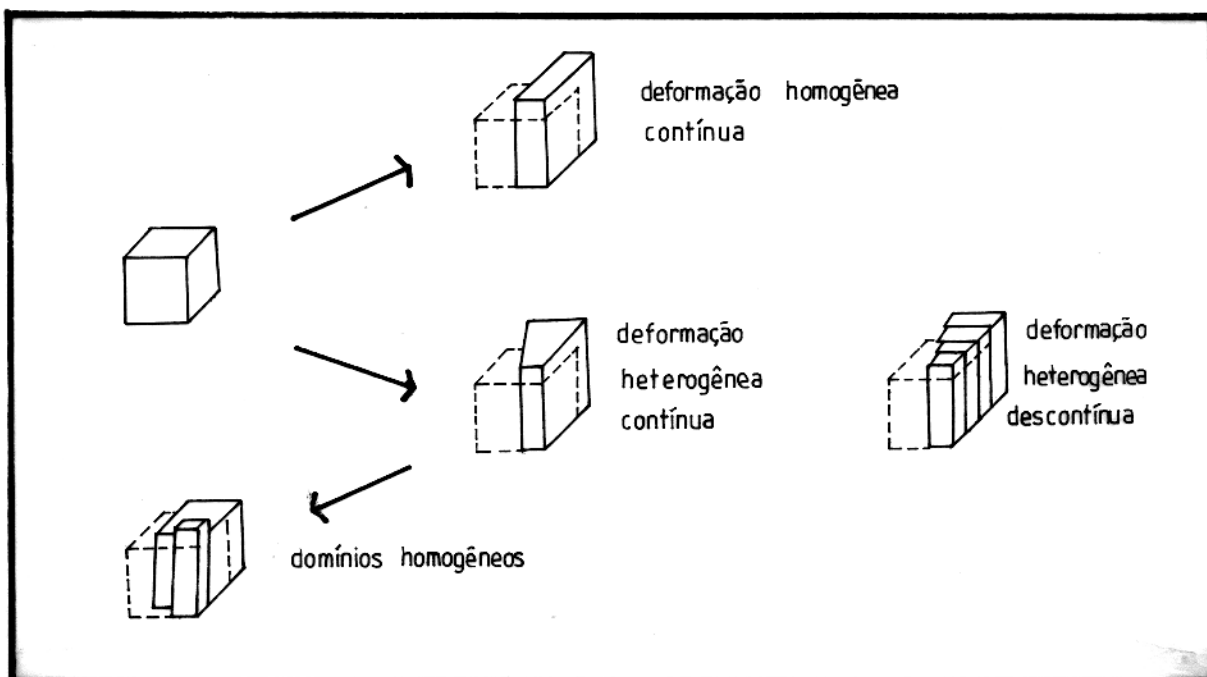 deformação homogênea
contínua
deformação
heterogênea
contínua
deformação
heterogênea
descontínua
domínios homogêneos